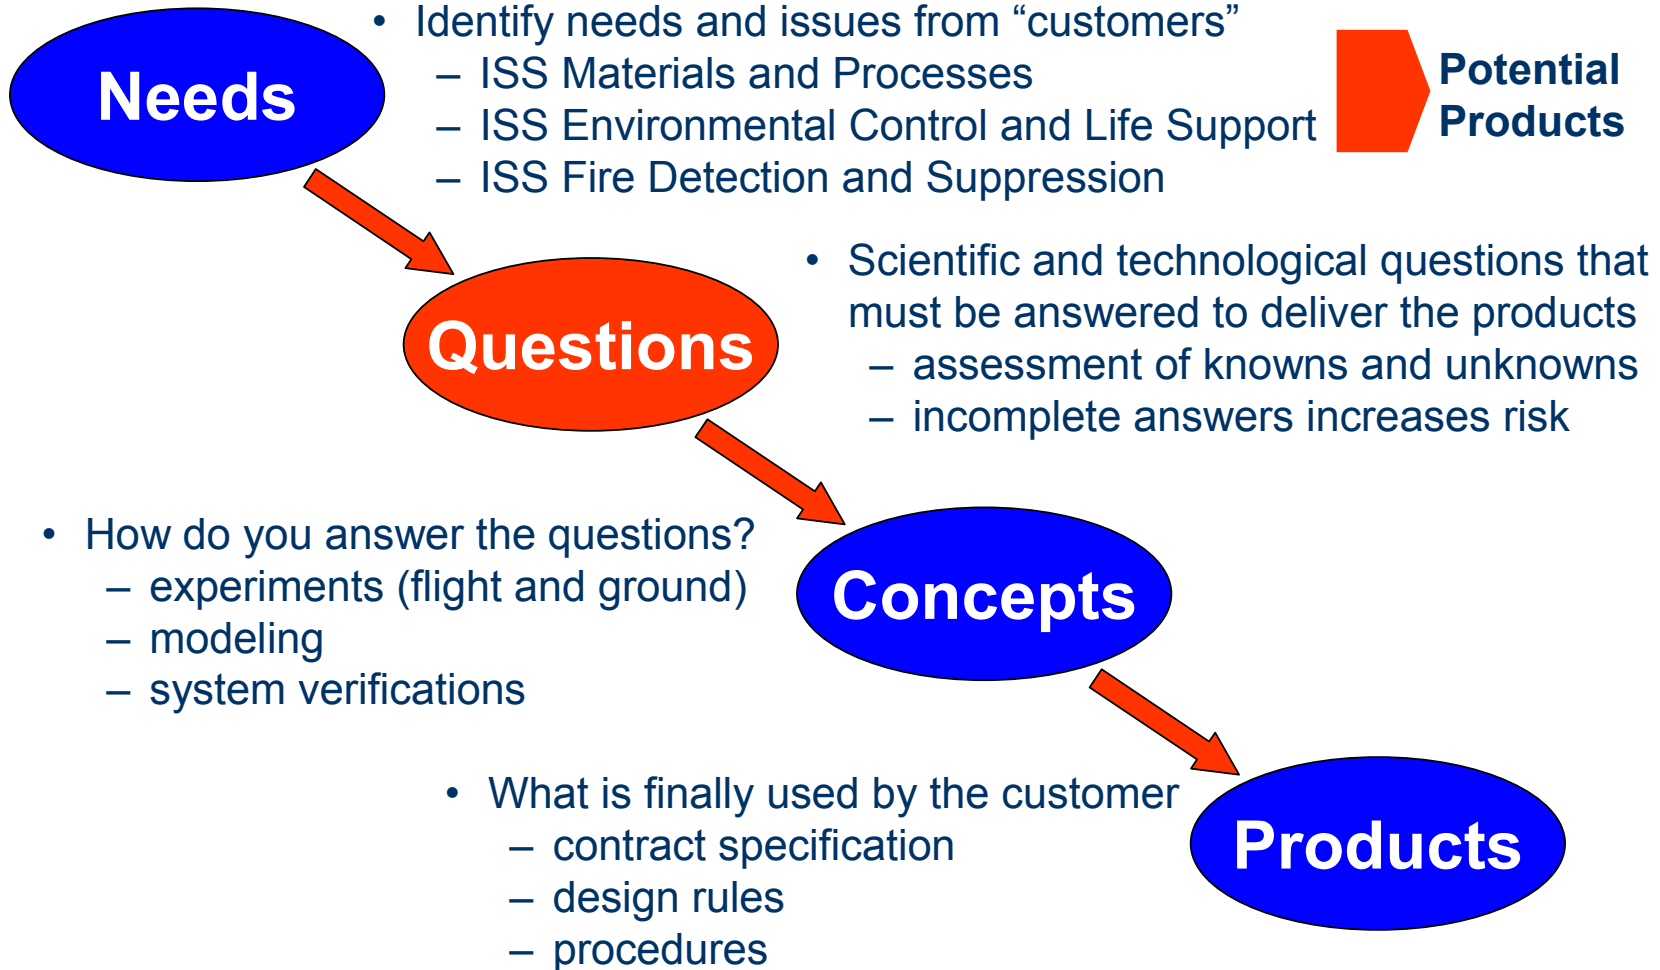 Needs
• Identify needs and issues from “customers”
– ISS Materials and Processes
– ISS Environmental Control and Life Support
– ISS Fire Detection and Suppression
Potential
Products
Questions
• Scientific and technological questions that
must be answered to deliver the products
– assessment of knowns and unknowns
– incomplete answers increases risk
• How do you answer the questions?
– experiments (flight and ground)
– modeling
– system verifications
Concepts
• What is finally used by the customer
– contract specification
– design rules
– procedures
Products